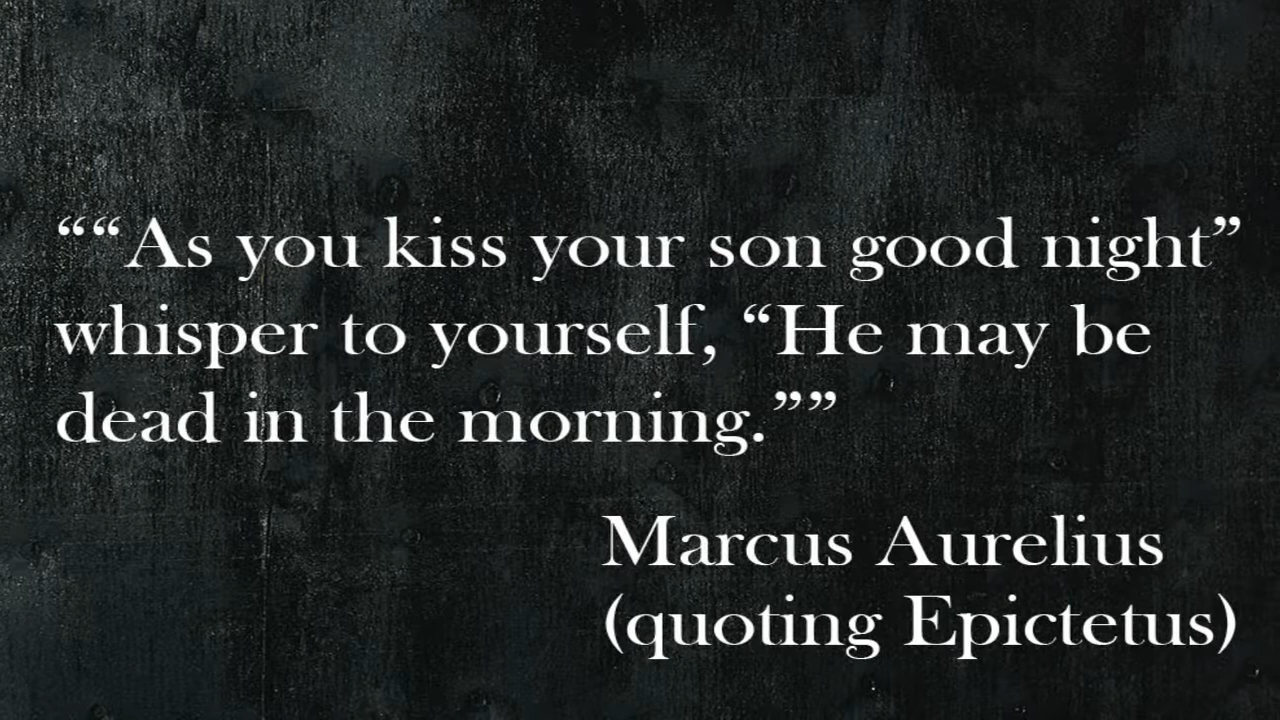 ““As you kiss your son good night”
whisper to yourself, “He may be
dead in the morning.””
Marcus Aurelius
(quoting Epictetus)